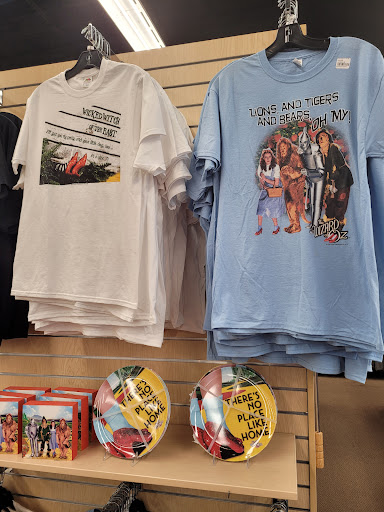 WICKED WITCH
OF THE EAST
LIONS AND TIGERS
AND BEARS OH MY!
WIZARD
OZ
THERE'S
NO
PLACE
LIKE
HOME
THERE'S
NO
PLACE
LIKE
HOME